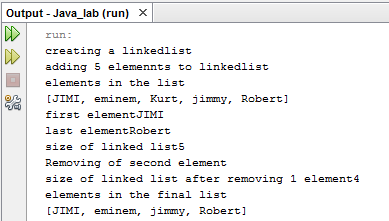 Output - Java_lab (run) ×
run:
creating a linkedlist
adding 5 elemennts to linkedlist
elements in the list
[JIMI, eminem, Kurt, jimmy, Robert]
first elementJIMI
last elementRobert
size of linked list5
Removing of second element
size of linked list after removing 1 element4
elements in the final list
[JIMI, eminem, jimmy, Robert]